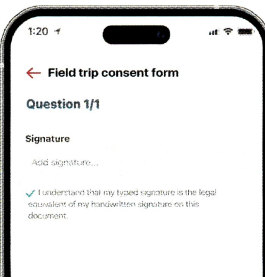 1:20
Field trip consent form
Question 1/1
Signature
Add signature...
I understand that my typed signature is the legal
equivalent of my handwritten signature on this
document.